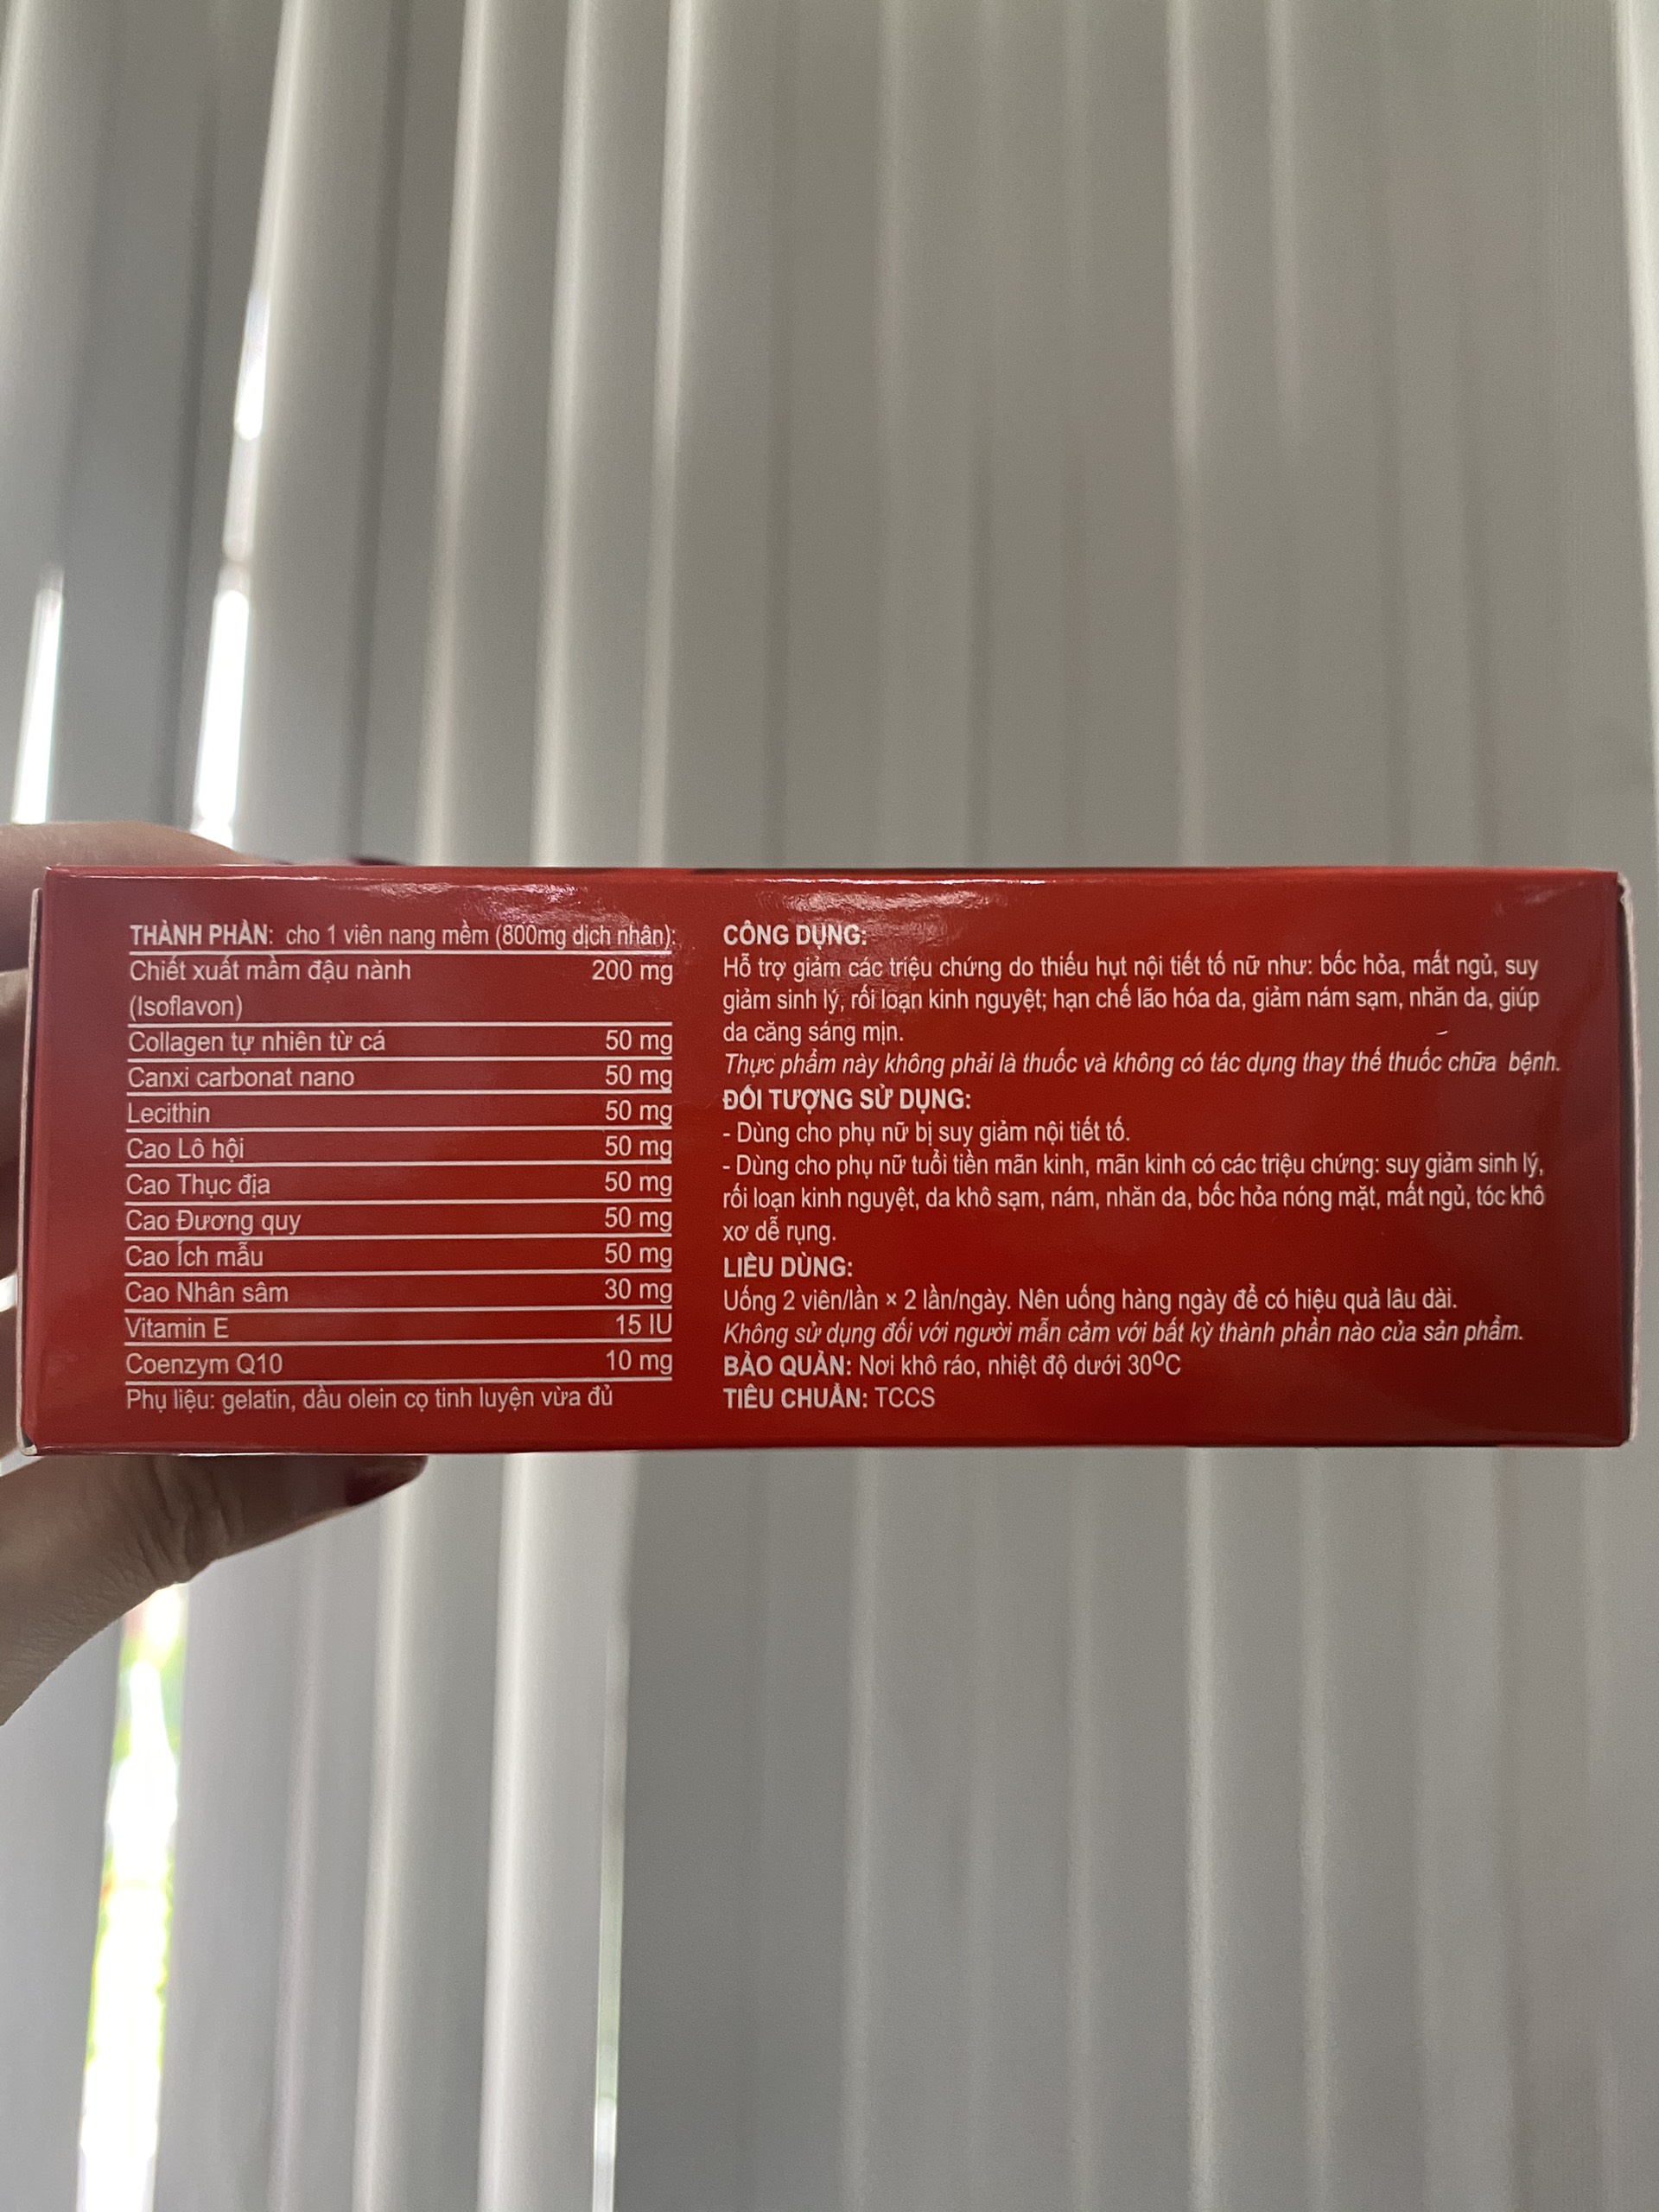 THÀNH PHẦN: cho 1 viên nang mềm (800mg dịch nhân):
Chiết xuất mầm đậu nành 200 mg
(Isoflavon)
Collagen tự nhiên từ cá 50 mg
Canxi carbonat nano 50 mg
Lecithin 50 mg
Cao Lô hội 50 mg
Cao Thục địa 50 mg
Cao Đương quy 50 mg
Cao Ích mẫu 50 mg
Cao Nhân sâm 30 mg
Vitamin E 15 IU
Coenzym Q10 10 mg
Phụ liệu: gelatin, dầu olein cọ tinh luyện vừa đủ
CÔNG DỤNG:
Hỗ trợ giảm các triệu chứng do thiếu hụt nội tiết tố nữ như: bốc hỏa, mất ngủ, suy
giảm sinh lý, rối loạn kinh nguyệt; hạn chế lão hóa da, giảm nám sạm, nhăn da, giúp
da căng sáng mịn.
Thực phẩm này không phải là thuốc và không có tác dụng thay thế thuốc chữa bệnh.
ĐỐI TƯỢNG SỬ DỤNG:
- Dùng cho phụ nữ bị suy giảm nội tiết tố.
- Dùng cho phụ nữ tuổi tiền mãn kinh, mãn kinh có các triệu chứng: suy giảm sinh lý,
rối loạn kinh nguyệt, da khô sạm, nám, nhăn da, bốc hỏa nóng mặt, mất ngủ, tóc khô
xơ dễ rụng.
LIỀU DÙNG:
Uống 2 viên/lần × 2 lần/ngày. Nên uống hàng ngày để có hiệu quả lâu dài.
Không sử dụng đối với người mẫn cảm với bất kỳ thành phần nào của sản phẩm.
BẢO QUẢN: Nơi khô ráo, nhiệt độ dưới 30⁰C
TIÊU CHUẨN: TCCS